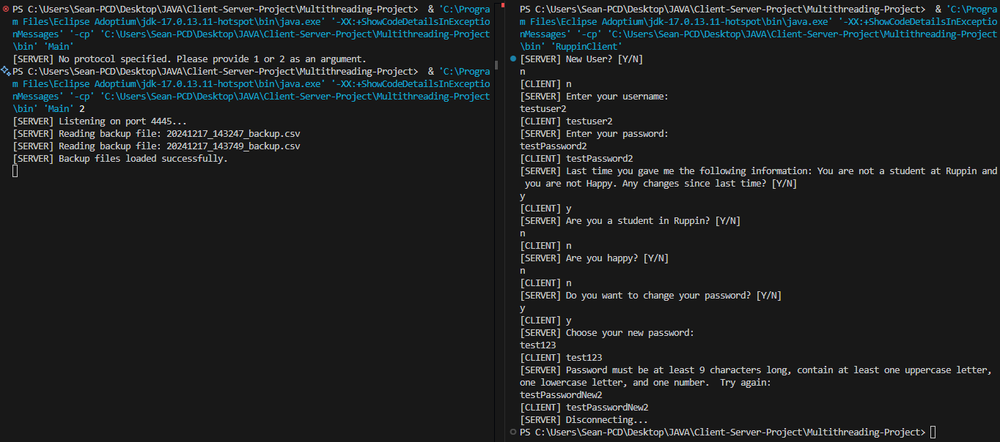 PS C:\Users\Sean-PCD\Desktop\JAVA\Client-Server-Project\Multithreading-Project>  & 'C:\Progra
m Files\Eclipse Adoptium\jdk-17.0.13.11-hotspot\bin\java.exe' '-XX:+ShowCodeDetailsInExceptio
nMessages' '-cp' 'C:\Users\Sean-PCD\Desktop\JAVA\Client-Server-Project\Multithreading-Project
\bin' 'Main'
[SERVER] No protocol specified. Please provide 1 or 2 as an argument.
PS C:\Users\Sean-PCD\Desktop\JAVA\Client-Server-Project\Multithreading-Project>  & 'C:\Progra
m Files\Eclipse Adoptium\jdk-17.0.13.11-hotspot\bin\java.exe' '-XX:+ShowCodeDetailsInExceptio
nMessages' '-cp' 'C:\Users\Sean-PCD\Desktop\JAVA\Client-Server-Project\Multithreading-Project
\bin' 'Main' 2
[SERVER] Listening on port 4445...
[SERVER] Reading backup file: 20241217_143247_backup.csv
[SERVER] Reading backup file: 20241217_143749_backup.csv
[SERVER] Backup files loaded successfully.
PS C:\Users\Sean-PCD\Desktop\JAVA\Client-Server-Project\Multithreading-Project>  & 'C:\Progra
m Files\Eclipse Adoptium\jdk-17.0.13.11-hotspot\bin\java.exe' '-XX:+ShowCodeDetailsInExceptio
nMessages' '-cp' 'C:\Users\Sean-PCD\Desktop\JAVA\Client-Server-Project\Multithreading-Project
\bin' 'RuppinClient'
[SERVER] New User? [Y/N]
n
[CLIENT] n
[SERVER] Enter your username:
testuser2
[CLIENT] testuser2
[SERVER] Enter your password:
testPassword2
[CLIENT] testPassword2
[SERVER] Last time you gave me the following information: You are not a student at Ruppin and
 you are not Happy. Any changes since last time? [Y/N]
y
[CLIENT] y
[SERVER] Are you a student in Ruppin? [Y/N]
n
[CLIENT] n
[SERVER] Are you happy? [Y/N]
n
[CLIENT] n
[SERVER] Do you want to change your password? [Y/N]
y
[CLIENT] y
[SERVER] Choose your new password:
test123
[CLIENT] test123
[SERVER] Password must be at least 9 characters long, contain at least one uppercase letter,
one lowercase letter, and one number.  Try again:
testPasswordNew2
[CLIENT] testPasswordNew2
[SERVER] Disconnecting...
PS C:\Users\Sean-PCD\Desktop\JAVA\Client-Server-Project\Multithreading-Project>